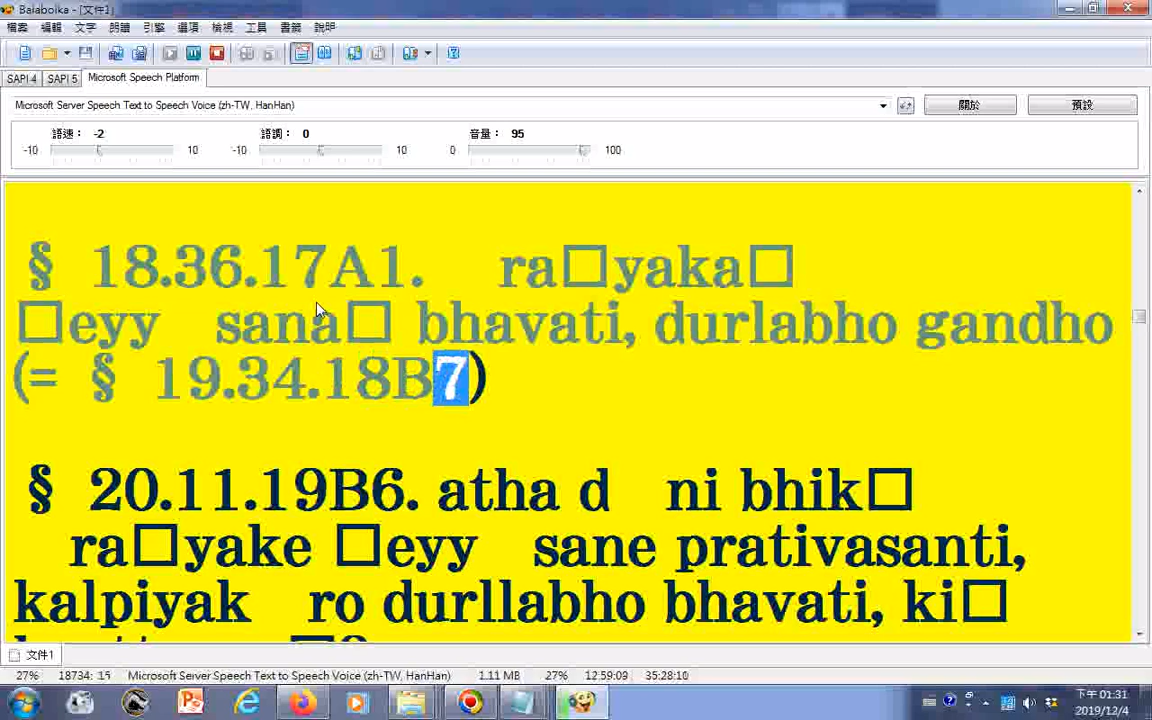 Balabolka - [文件1]
檔案 編輯 文字 朗讀 引擎 選項 檢視 工具 書籤 說明
SAPI 4 SAPI 5 Microsoft Speech Platform
Microsoft Server Speech Text to Speech Voice (zh-TW, HanHan) 關於 預設
語速： -2 語調： 0 音量： 95
-10 10 -10 10 0 100
§ 18.36.17A1. ra□yaka□
□eyy sana□ bhavati, durlabho gandho
(= § 19.34.18B7)
§ 20.11.19B6. atha d ni bhik□
ra□yake □eyy sane prativasanti,
kalpiyak ro durllabho bhavati, ki□
文件1
27% 18734: 15 Microsoft Server Speech Text to Speech Voice (zh-TW, HanHan) 1.11 MB 27% 12:59:09 35:28:10
下午 01:31
2019/12/4